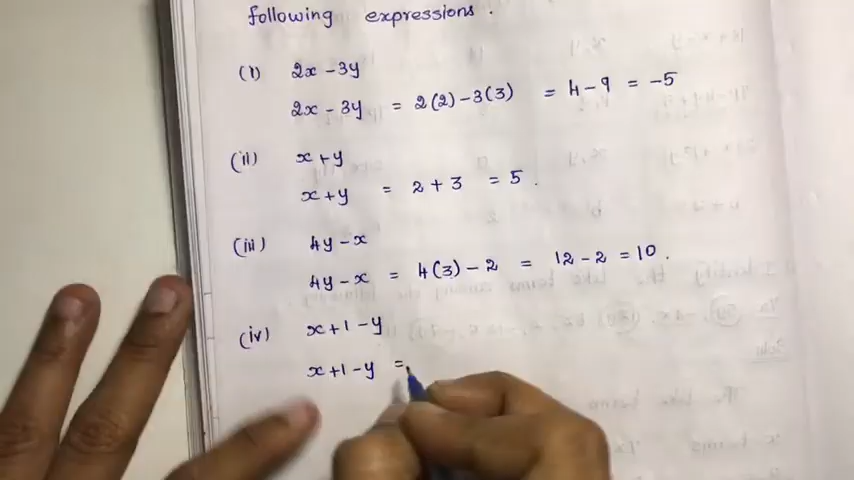 following expressions.
(i) 2x - 3y
2x - 3y = 2(2) - 3(3) = 4 - 9 = -5
(ii) x + y
x + y = 2 + 3 = 5.
(iii) 4y - x
4y - x = 4(3) - 2 = 12 - 2 = 10.
(iv) x + 1 - y
x + 1 - y =